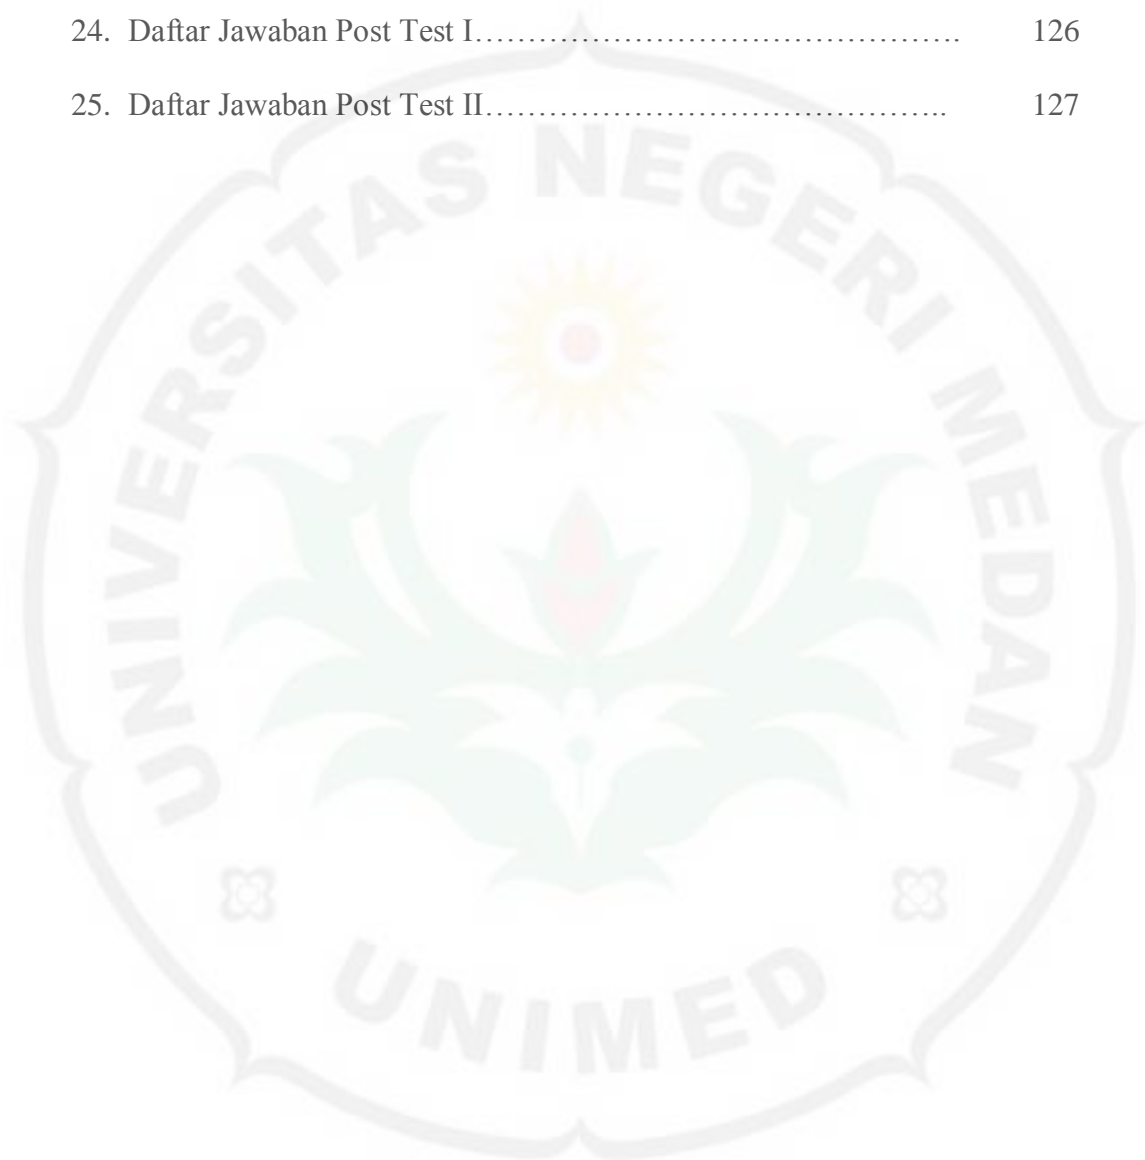 24. Daftar Jawaban Post Test I……………………………………. 126
25. Daftar Jawaban Post Test II………………………………….. 127
UNIVERSITAS NEGERI MEDAN
UNIMED